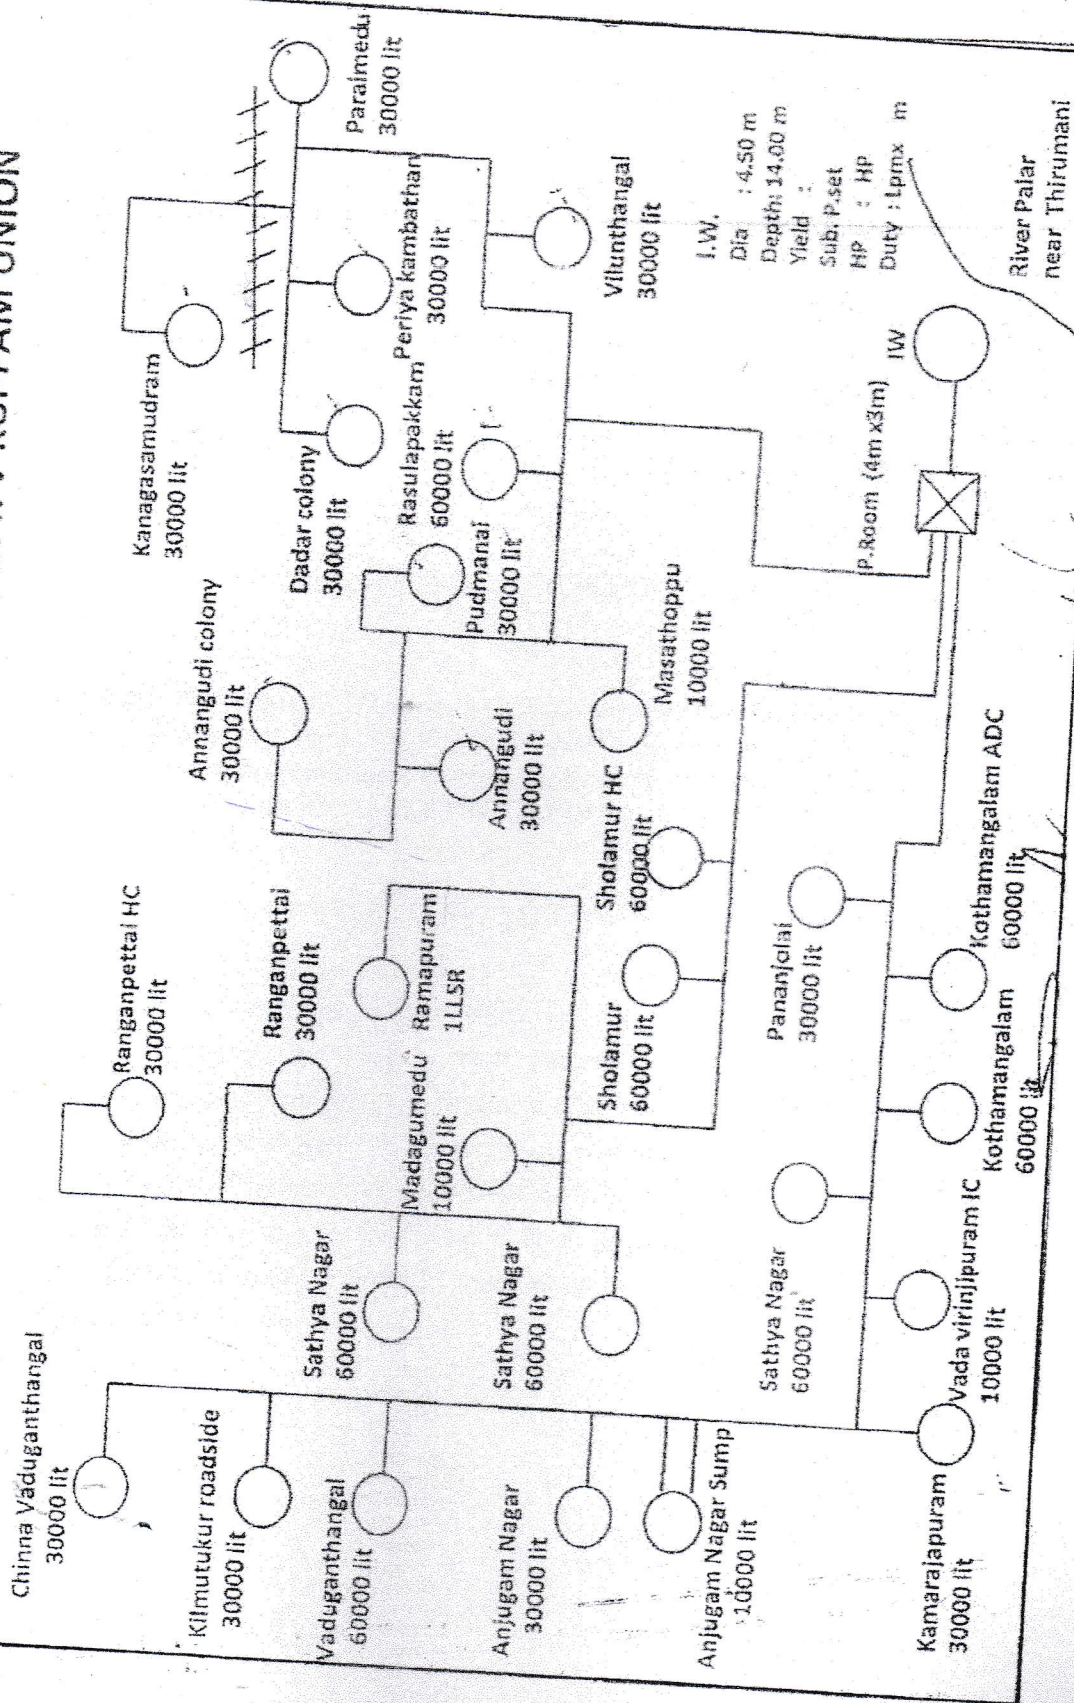 Chinna Vaduganthangal
30000 lit
Kilmutukur roadside
30000 lit
Vaduganthangal
60000 lit
Anjugam Nagar
30000 lit
Anjugam Nagar Sump
10000 lit
Kamarajapuram
30000 lit
Ranganpettai HC
30000 lit
Ranganpettai
30000 lit
Sathya Nagar
60000 lit
Madagumedu
10000 lit
Ramapuram
1LLSR
Sathya Nagar
60000 lit
Sathya Nagar
60000 lit
Vada virinjipuram IC
10000 lit
Kothamangalam
60000 lit
Kothamangalam ADC
60000 lit
Pananjolai
30000 lit
Sholamur
60000 lit
Sholamur HC
60000 lit
Annangudi colony
30000 lit
Annangudi
30000 lit
Masathoppu
10000 lit
Pudmanai
30000 lit
Rasulapakkam
60000 lit
Kanagasamudram
30000 lit
Dadar colony
30000 lit
Periya kambathan
30000 lit
Paraimedu
30000 lit
Vilunthangal
30000 lit
P.Room (4m x3m)
IW
I.W.
Dia : 4.50 m
Depth: 14.00 m
Yield :
Sub. P.set
HP : HP
Duty : Lpmx m
River Palar
near Thirumani
UNION